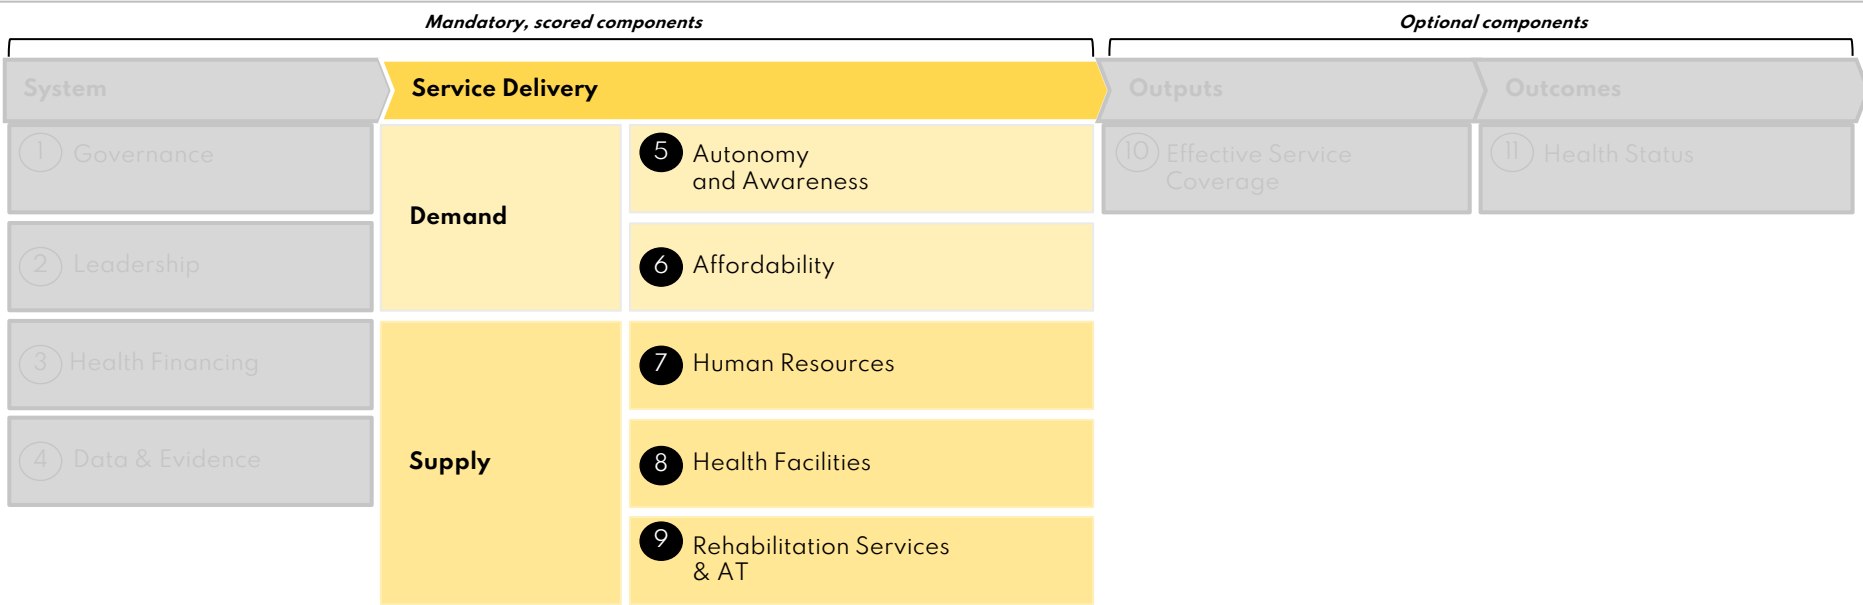 Mandatory, scored components
Optional components
System
Service Delivery
Outputs
Outcomes
1 Governance
2 Leadership
3 Health Financing
4 Data & Evidence
Demand
5 Autonomy
and Awareness
6 Affordability
Supply
7 Human Resources
8 Health Facilities
9 Rehabilitation Services
& AT
10 Effective Service
Coverage
11 Health Status